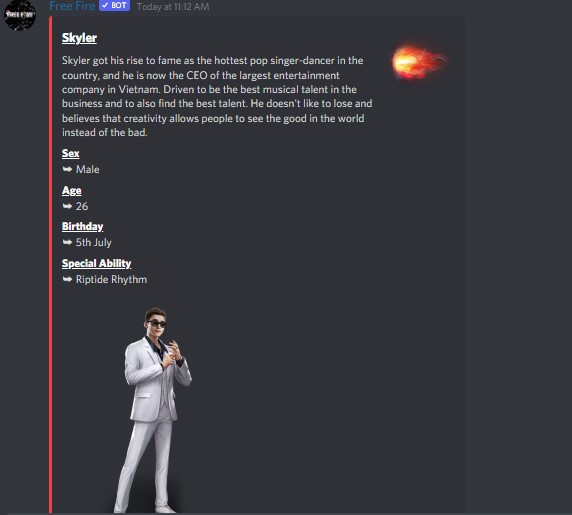 FREE FIRE
Free Fire ✓ BOT Today at 11:12 AM
Skyler
Skyler got his rise to fame as the hottest pop singer-dancer in the
country, and he is now the CEO of the largest entertainment
company in Vietnam. Driven to be the best musical talent in the
business and to also find the best talent. He doesn't like to lose and
believes that creativity allows people to see the good in the world
instead of the bad.
Sex
➥ Male
Age
➥ 26
Birthday
➥ 5th July
Special Ability
➥ Riptide Rhythm